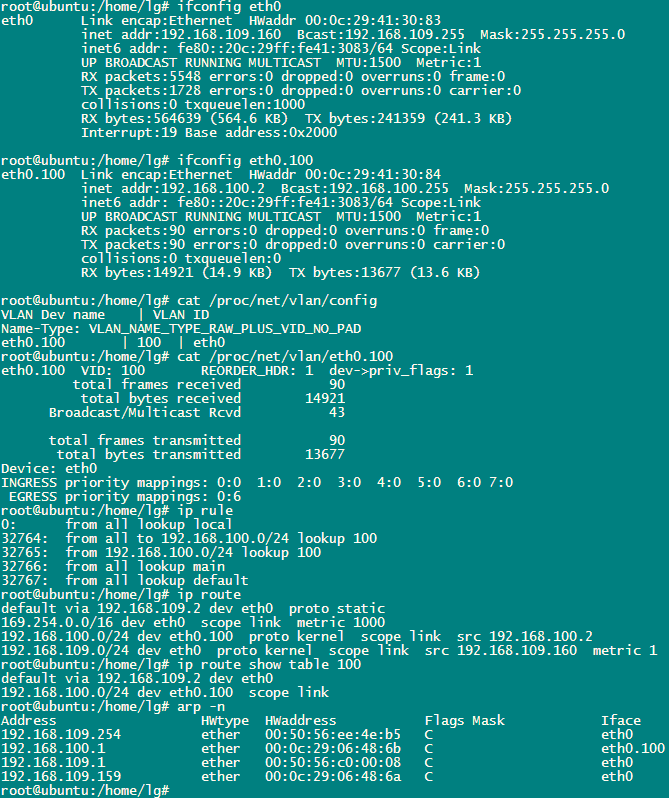 root@ubuntu:/home/lg# ifconfig eth0
eth0      Link encap:Ethernet  HWaddr 00:0c:29:41:30:83
          inet addr:192.168.109.160  Bcast:192.168.109.255  Mask:255.255.255.0
          inet6 addr: fe80::20c:29ff:fe41:3083/64 Scope:Link
          UP BROADCAST RUNNING MULTICAST  MTU:1500  Metric:1
          RX packets:5548 errors:0 dropped:0 overruns:0 frame:0
          TX packets:1728 errors:0 dropped:0 overruns:0 carrier:0
          collisions:0 txqueuelen:1000
          RX bytes:564639 (564.6 KB)  TX bytes:241359 (241.3 KB)
          Interrupt:19 Base address:0x2000

root@ubuntu:/home/lg# ifconfig eth0.100
eth0.100  Link encap:Ethernet  HWaddr 00:0c:29:41:30:84
          inet addr:192.168.100.2  Bcast:192.168.100.255  Mask:255.255.255.0
          inet6 addr: fe80::20c:29ff:fe41:3083/64 Scope:Link
          UP BROADCAST RUNNING MULTICAST  MTU:1500  Metric:1
          RX packets:90 errors:0 dropped:0 overruns:0 frame:0
          TX packets:90 errors:0 dropped:0 overruns:0 carrier:0
          collisions:0 txqueuelen:0
          RX bytes:14921 (14.9 KB)  TX bytes:13677 (13.6 KB)

root@ubuntu:/home/lg# cat /proc/net/vlan/config
VLAN Dev name    | VLAN ID
Name-Type: VLAN_NAME_TYPE_RAW_PLUS_VID_NO_PAD
eth0.100       | 100  | eth0
root@ubuntu:/home/lg# cat /proc/net/vlan/eth0.100
eth0.100  VID: 100       REORDER_HDR: 1  dev->priv_flags: 1
         total frames received           90
          total bytes received        14921
      Broadcast/Multicast Rcvd           43

      total frames transmitted           90
       total bytes transmitted        13677
Device: eth0
INGRESS priority mappings: 0:0  1:0  2:0  3:0  4:0  5:0  6:0 7:0
 EGRESS priority mappings: 0:6
root@ubuntu:/home/lg# ip rule
0:      from all lookup local
32764:  from all to 192.168.100.0/24 lookup 100
32765:  from 192.168.100.0/24 lookup 100
32766:  from all lookup main
32767:  from all lookup default
root@ubuntu:/home/lg# ip route
default via 192.168.109.2 dev eth0  proto static
169.254.0.0/16 dev eth0  scope link  metric 1000
192.168.100.0/24 dev eth0.100  proto kernel  scope link  src 192.168.100.2
192.168.109.0/24 dev eth0  proto kernel  scope link  src 192.168.109.160  metric 1
root@ubuntu:/home/lg# ip route show table 100
default via 192.168.109.2 dev eth0
192.168.100.0/24 dev eth0.100  scope link
root@ubuntu:/home/lg# arp -n
Address                  HWtype  HWaddress           Flags Mask            Iface
192.168.109.254          ether   00:50:56:ee:4e:b5   C                     eth0
192.168.100.1            ether   00:0c:29:06:48:6b   C                     eth0.100
192.168.109.1            ether   00:50:56:c0:00:08   C                     eth0
192.168.109.159          ether   00:0c:29:06:48:6a   C                     eth0
root@ubuntu:/home/lg#